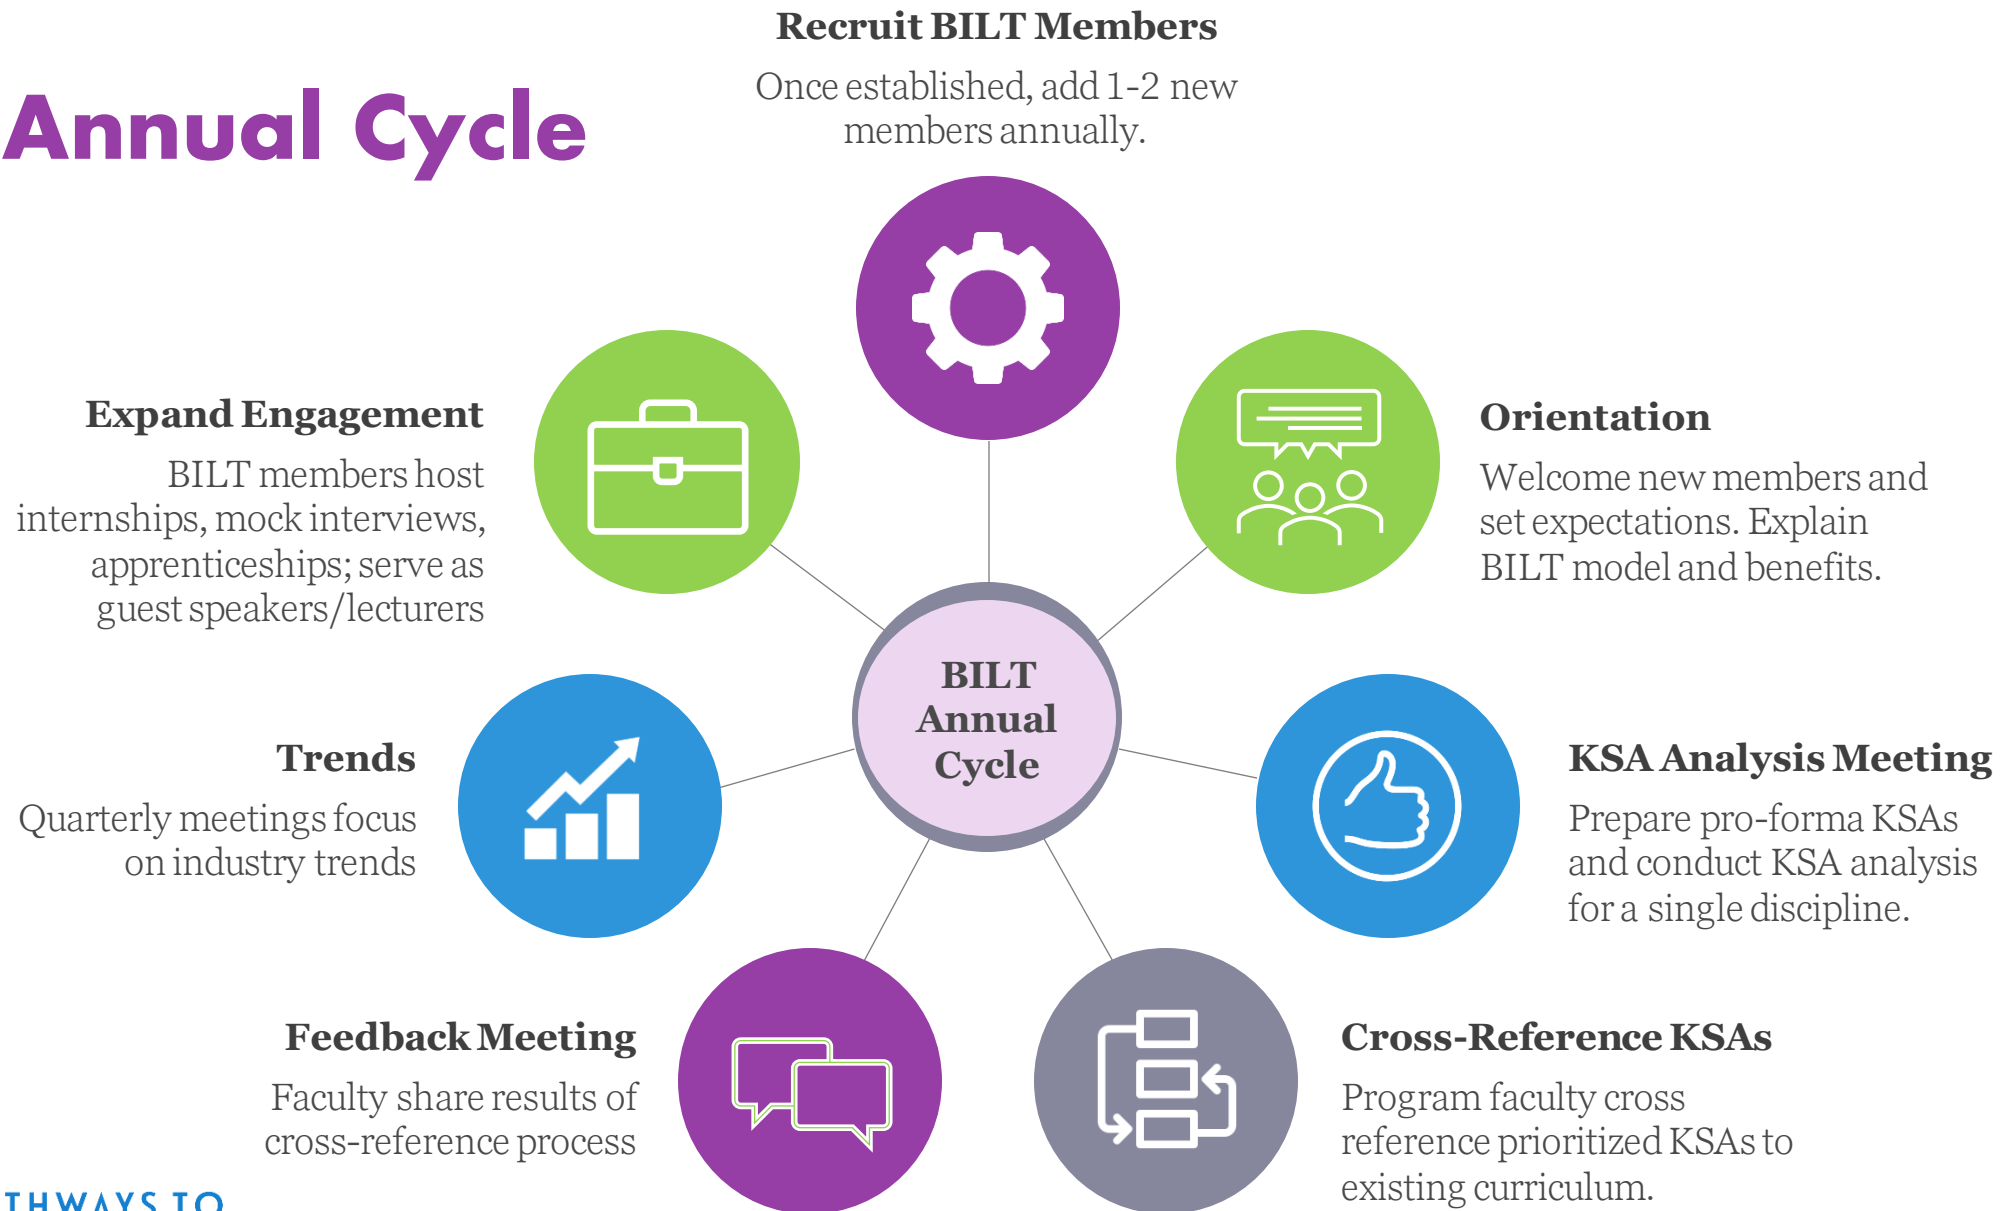 Annual Cycle
Recruit BILT Members
Once established, add 1-2 new
members annually.
Orientation
Welcome new members and
set expectations. Explain
BILT model and benefits.
KSA Analysis Meeting
Prepare pro-forma KSAs
and conduct KSA analysis
for a single discipline.
Cross-Reference KSAs
Program faculty cross
reference prioritized KSAs to
existing curriculum.
Feedback Meeting
Faculty share results of
cross-reference process
Trends
Quarterly meetings focus
on industry trends
Expand Engagement
BILT members host
internships, mock interviews,
apprenticeships; serve as
guest speakers/lecturers
BILT
Annual
Cycle
THWAYS TO